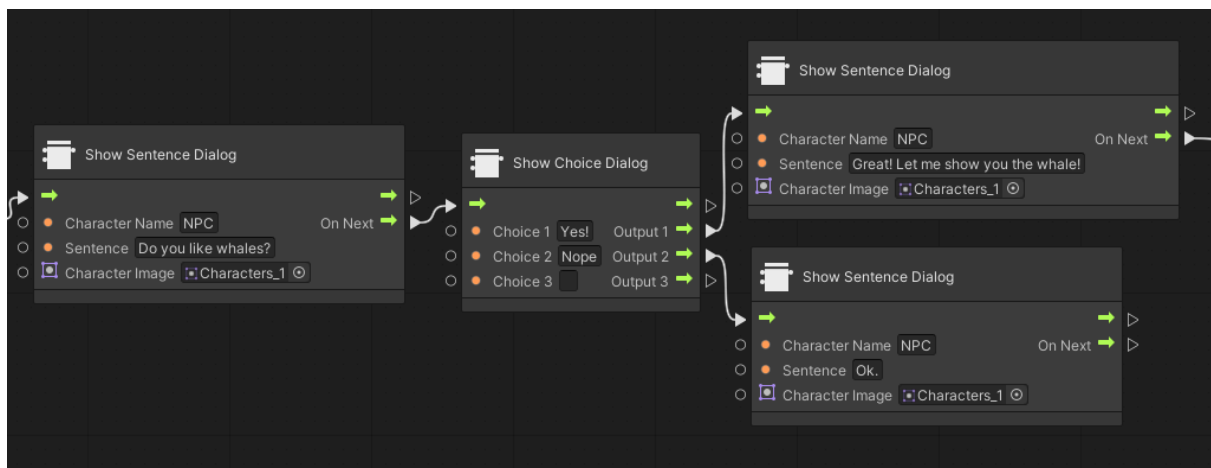 Show Sentence Dialog
Character Name NPC On Next
Sentence Do you like whales?
Character Image Characters_1
Show Choice Dialog
Choice 1 Yes! Output 1
Choice 2 Nope Output 2
Choice 3 Output 3
Show Sentence Dialog
Character Name NPC On Next
Sentence Great! Let me show you the whale!
Character Image Characters_1
Show Sentence Dialog
Character Name NPC On Next
Sentence Ok.
Character Image Characters_1